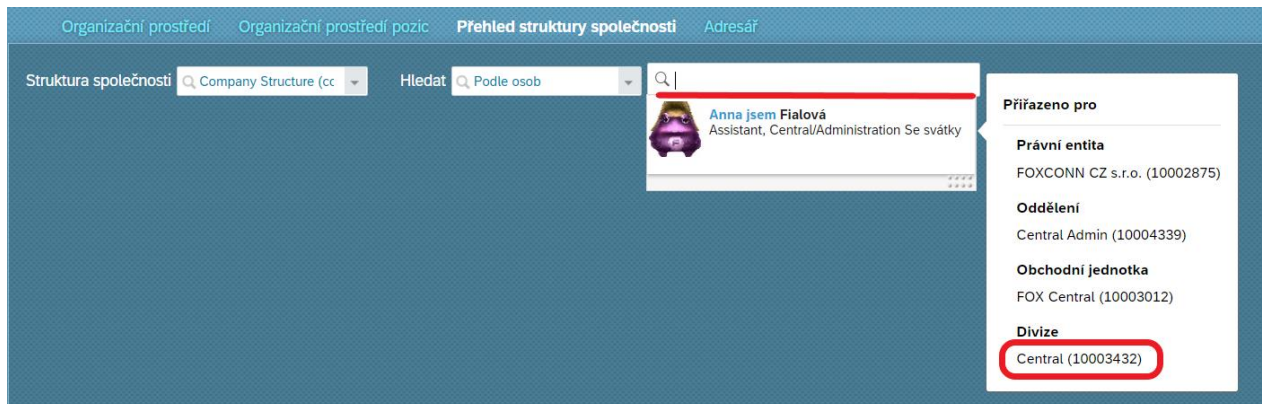 Organizační prostředí Organizační prostředí pozic Přehled struktury společnosti Adresář
Struktura společnosti Company Structure (cc Hledat Podle osob
Anna jsem Fialová
Assistant, Central/Administration Se svátky
Přiřazeno pro
Právní entita
FOXCONN CZ s.r.o. (10002875)
Oddělení
Central Admin (10004339)
Obchodní jednotka
FOX Central (10003012)
Divize
Central (10003432)